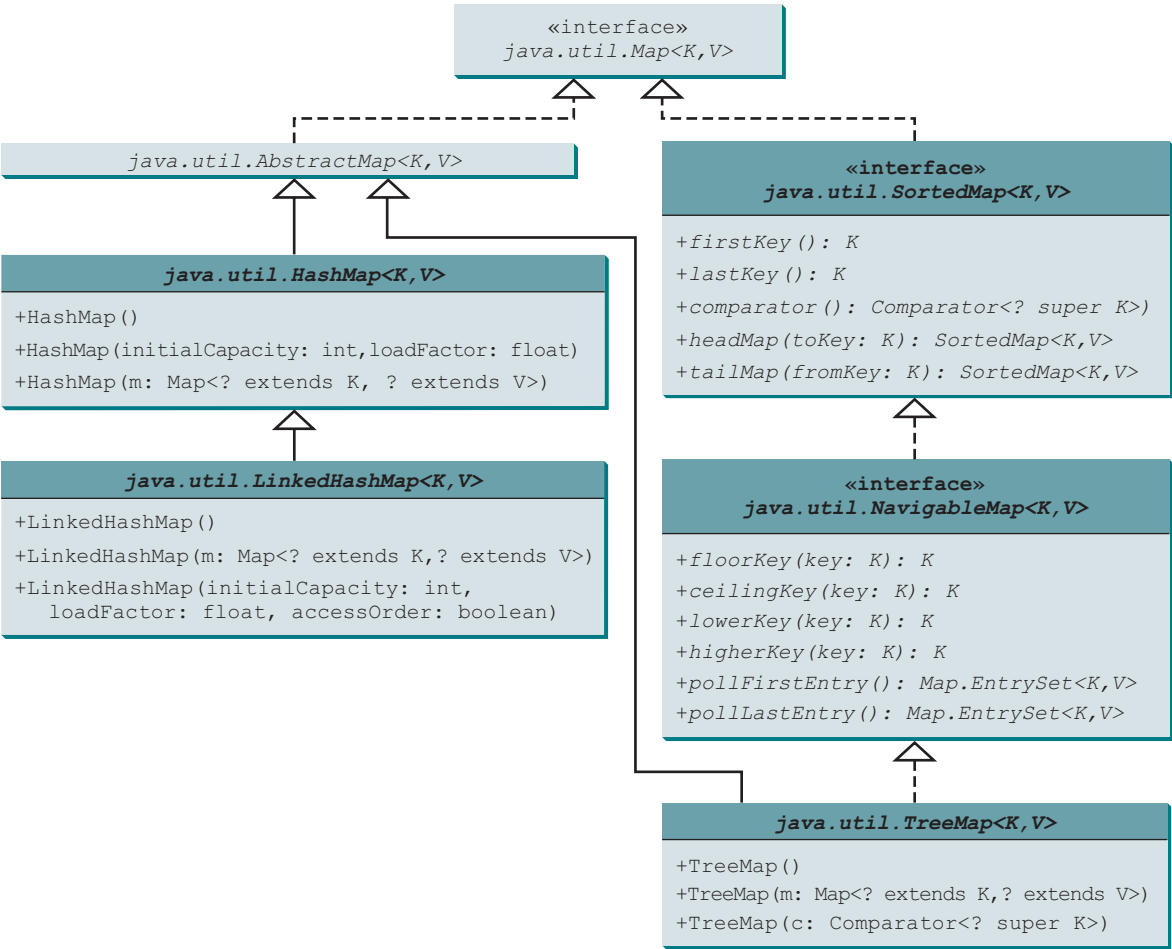 «interface»
java.util.Map<K,V>
java.util.AbstractMap<K,V>
java.util.HashMap<K,V>
+HashMap()
+HashMap(initialCapacity: int,loadFactor: float)
+HashMap(m: Map<? extends K, ? extends V>)
java.util.LinkedHashMap<K,V>
+LinkedHashMap()
+LinkedHashMap(m: Map<? extends K,? extends V>)
+LinkedHashMap(initialCapacity: int,
loadFactor: float, accessOrder: boolean)
«interface»
java.util.SortedMap<K,V>
+firstKey(): K
+lastKey(): K
+comparator(): Comparator<? super K>)
+headMap(toKey: K): SortedMap<K,V>
+tailMap(fromKey: K): SortedMap<K,V>
«interface»
java.util.NavigableMap<K,V>
+floorKey(key: K): K
+ceilingKey(key: K): K
+lowerKey(key: K): K
+higherKey(key: K): K
+pollFirstEntry(): Map.EntrySet<K,V>
+pollLastEntry(): Map.EntrySet<K,V>
java.util.TreeMap<K,V>
+TreeMap()
+TreeMap(m: Map<? extends K,? extends V>)
+TreeMap(c: Comparator<? super K>)